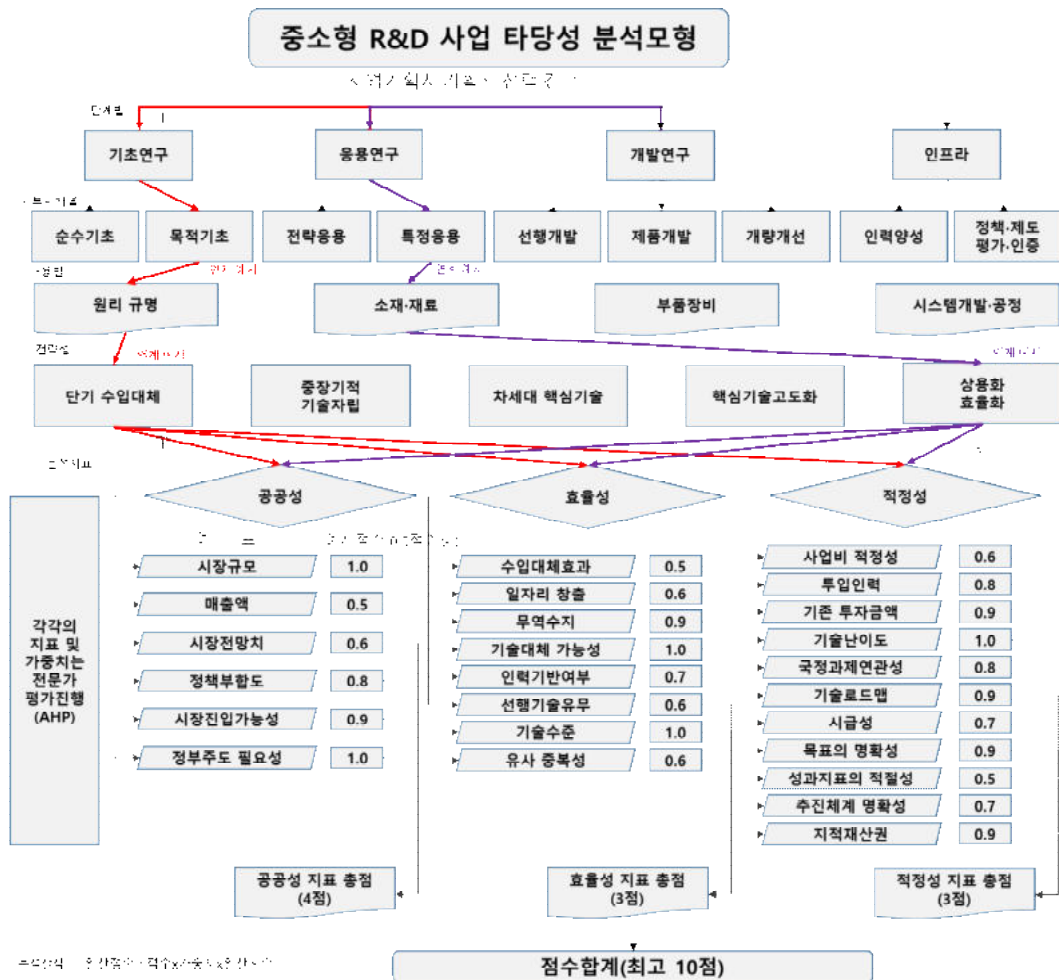 중소형 R&D 사업 타당성 분석모형
단계별
기초연구
응용연구
개발연구
인프라
순수기초
목적기초
전략응용
특정응용
선행개발
제품개발
개량개선
인력양성
정책·제도
평가·인증
원리 규명
소재·재료
부품장비
시스템개발·공정
전략성
단기 수입대체
중장기적
기술자립
차세대 핵심기술
핵심기술고도화
상용화
효율화
공공성
효율성
적정성
각각의
지표 및
가중치는
전문가
평가진행
(AHP)
시장규모 1.0
매출액 0.5
시장전망치 0.6
정책부합도 0.8
시장진입가능성 0.9
정부주도 필요성 1.0
수입대체효과 0.5
일자리 창출 0.6
무역수지 0.9
기술대체 가능성 1.0
인력기반여부 0.7
선행기술유무 0.6
기술수준 1.0
유사 중복성 0.6
사업비 적정성 0.6
투입인력 0.8
기존 투자금액 0.9
기술난이도 1.0
국정과제연관성 0.8
기술로드맵 0.9
시급성 0.7
목표의 명확성 0.9
성과지표의 적절성 0.5
추진체계 명확성 0.7
지적재산권 0.9
공공성 지표 총점
(4점)
효율성 지표 총점
(3점)
적정성 지표 총점
(3점)
점수합계(최고 10점)